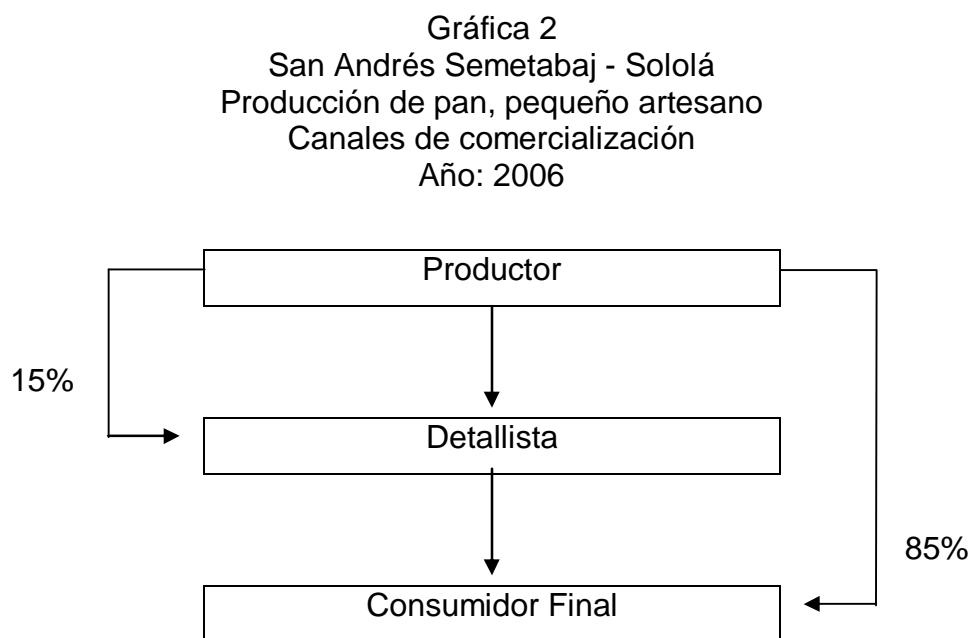 Gráfica 2
San Andrés Semetabaj - Sololá
Producción de pan, pequeño artesano
Canales de comercialización
Año: 2006
Productor
15%
Detallista
85%
Consumidor Final